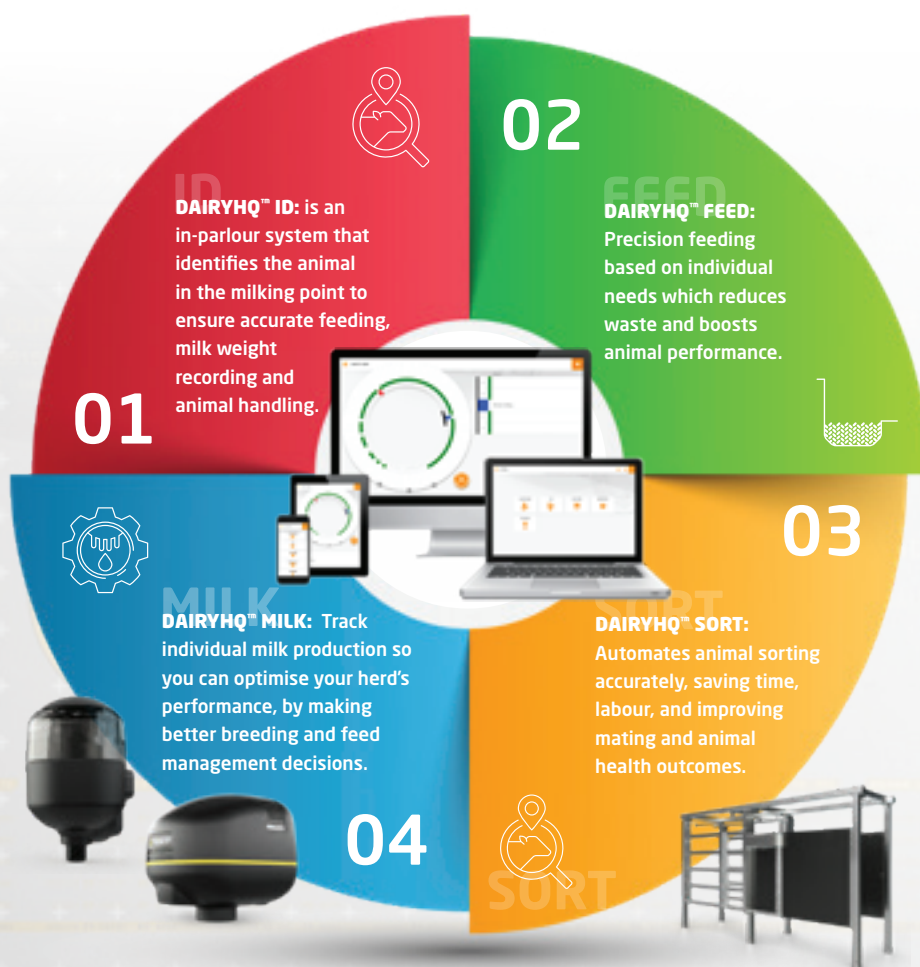 01
ID
DAIRYHQ™ ID: is an
in-parlour system that
identifies the animal
in the milking point to
ensure accurate feeding,
milk weight
recording and
animal handling.
02
FEED
DAIRYHQ™ FEED:
Precision feeding
based on individual
needs which reduces
waste and boosts
animal performance.
03
SORT
DAIRYHQ™ SORT:
Automates animal sorting
accurately, saving time,
labour, and improving
mating and animal
health outcomes.
SORT
MILK
DAIRYHQ™ MILK: Track
individual milk production so
you can optimise your herd's
performance, by making
better breeding and feed
management decisions.
04